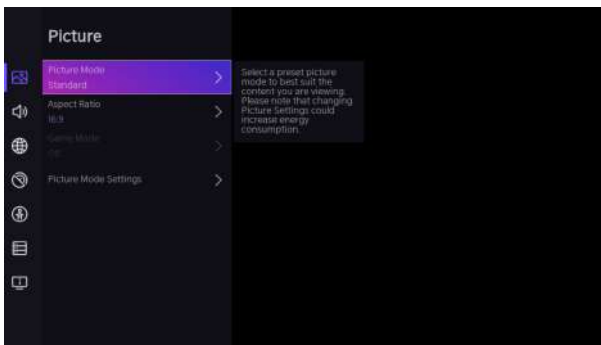 Picture
Picture Mode
Standard
Select a preset picture
mode to best suit the
content you are viewing.
Please note that changing
Picture Settings could
increase energy
consumption.
Aspect Ratio
16:9
Game Mode
Off
Picture Mode Settings